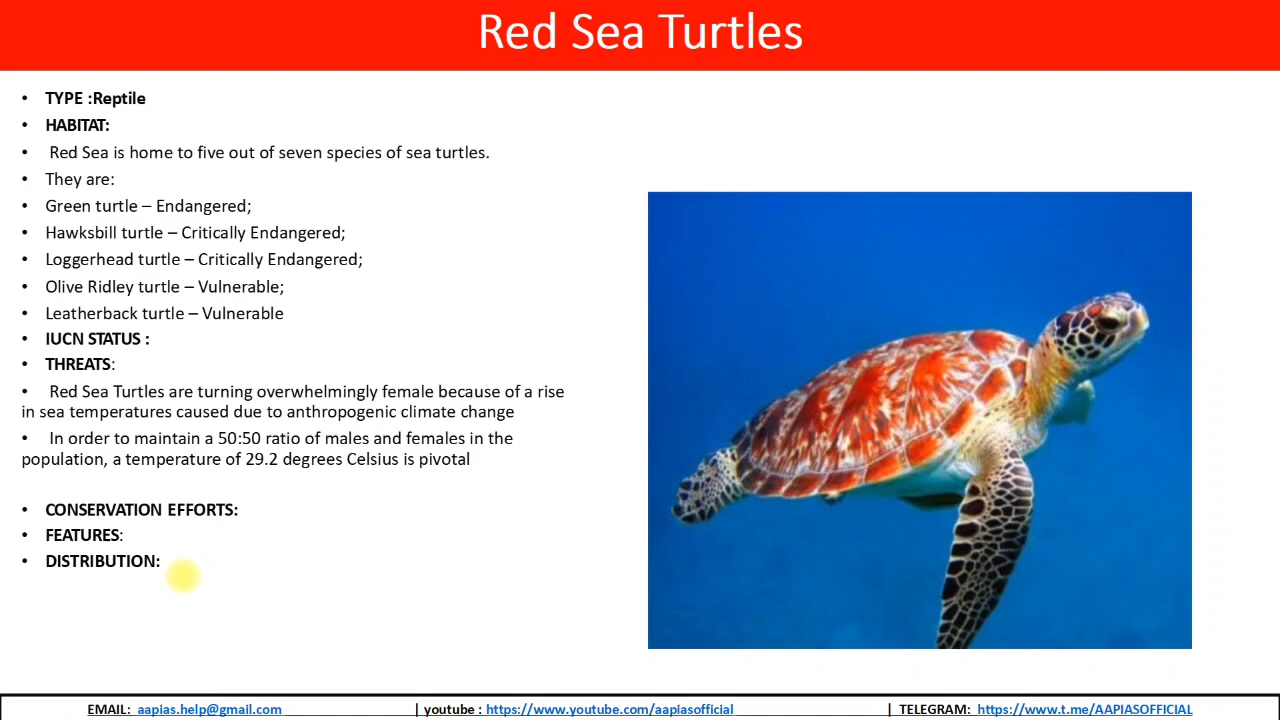 Red Sea Turtles
• TYPE :Reptile
• HABITAT:
• Red Sea is home to five out of seven species of sea turtles.
• They are:
• Green turtle – Endangered;
• Hawksbill turtle – Critically Endangered;
• Loggerhead turtle – Critically Endangered;
• Olive Ridley turtle – Vulnerable;
• Leatherback turtle – Vulnerable
• IUCN STATUS :
• THREATS:
• Red Sea Turtles are turning overwhelmingly female because of a rise
in sea temperatures caused due to anthropogenic climate change
• In order to maintain a 50:50 ratio of males and females in the
population, a temperature of 29.2 degrees Celsius is pivotal
• CONSERVATION EFFORTS:
• FEATURES:
• DISTRIBUTION:
EMAIL: aapias.help@gmail.com | youtube : https://www.youtube.com/aapiasofficial | TELEGRAM: https://www.t.me/AAPIASOFFICIAL